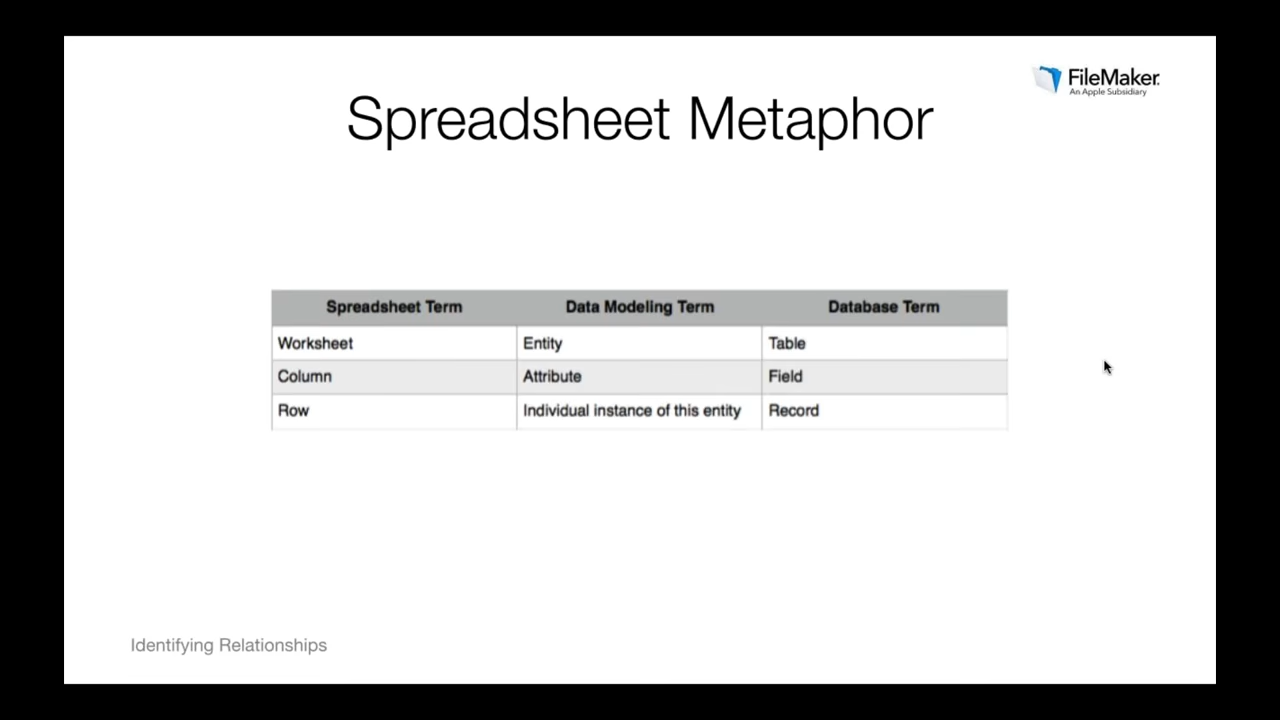 FileMaker.
An Apple Subsidiary
Spreadsheet Metaphor
Spreadsheet Term Data Modeling Term Database Term
Worksheet Entity Table
Column Attribute Field
Row Individual instance of this entity Record
Identifying Relationships